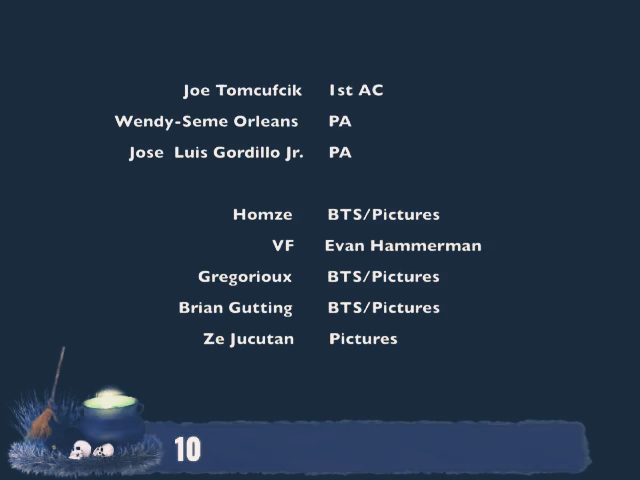 Joe Tomcufcik 1st AC
Wendy-Seme Orleans PA
Jose Luis Gordillo Jr. PA
Homze BTS/Pictures
VF Evan Hammerman
Gregorioux BTS/Pictures
Brian Gutting BTS/Pictures
Ze Jucutan Pictures
10